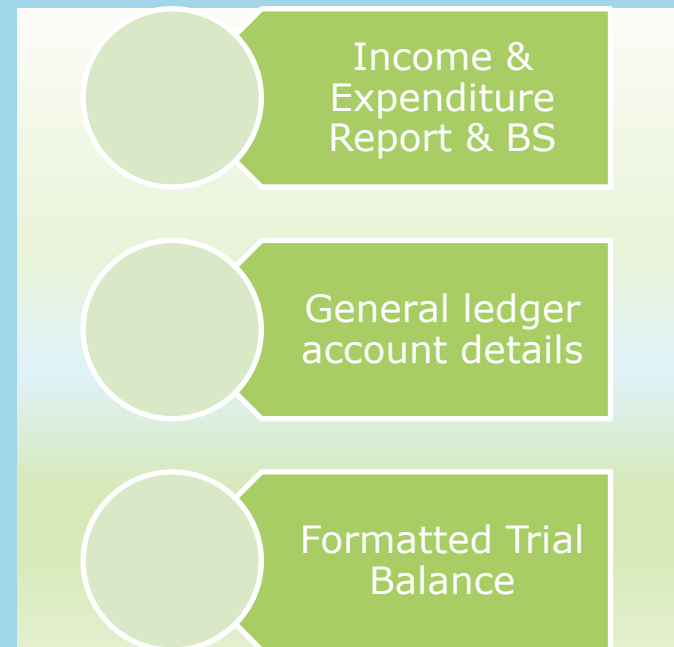 Income &
Expenditure
Report & BS
General ledger
account details
Formatted Trial
Balance